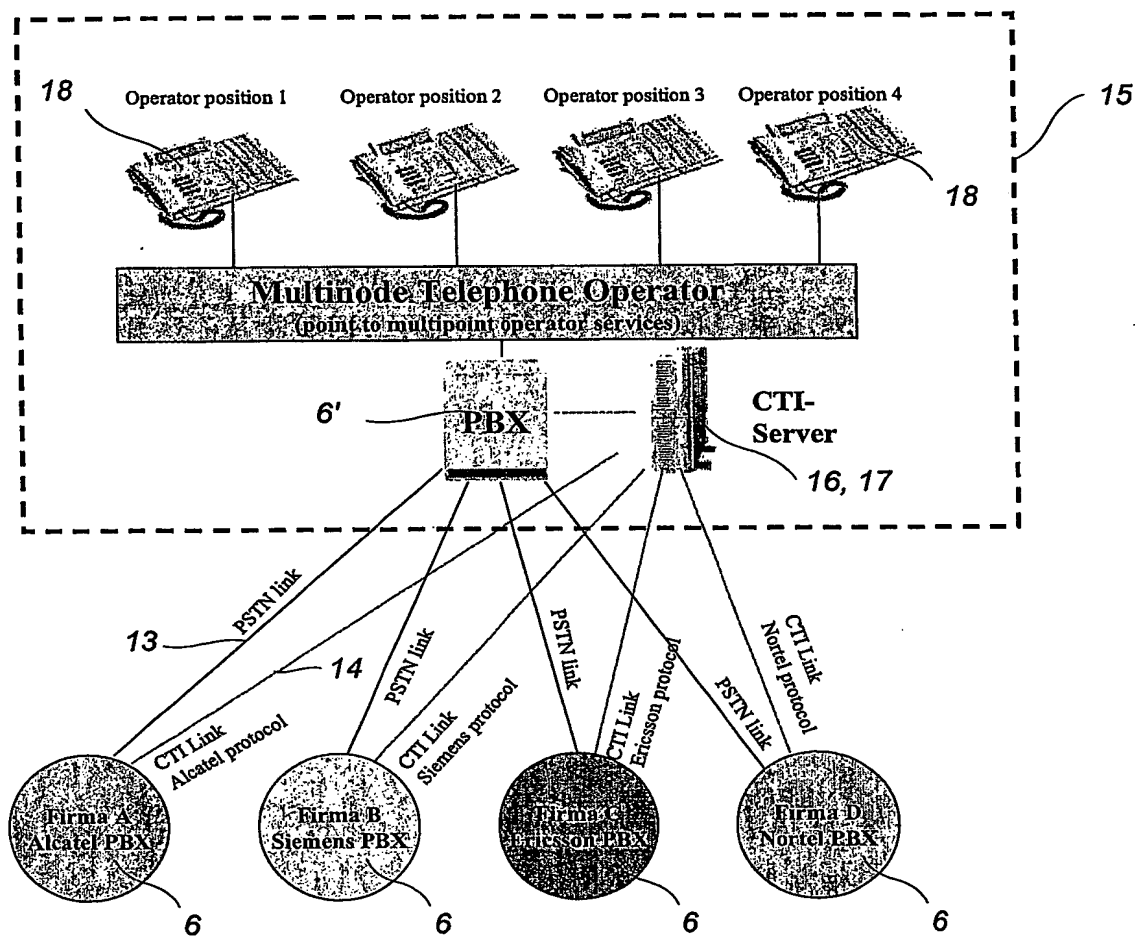 18
Operator position 1
Operator position 2
Operator position 3
Operator position 4
15
18
Multinode Telephone Operator
(point to multipoint operator services)
6'
PBX
CTI-
Server
16, 17
13
PSTN link
14
PSTN link
PSTN link
PSTN link
CTI Link
Alcatel protocol
CTI Link
Siemens protocol
CTI Link
Ericsson protocol
CTI Link
Nortel protocol
Firma A
Alcatel PBX
Firma B
Siemens PBX
Firma C
Ericsson PBX
Firma D
Nortel PBX
6
6
6
6